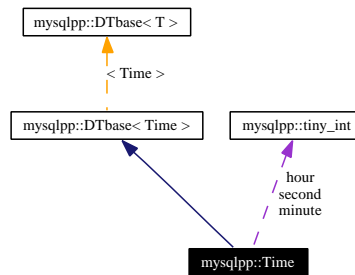 mysqlpp::DTbase< T >
< Time >
mysqlpp::DTbase< Time >
mysqlpp::tiny_int
hour
second
minute
mysqlpp::Time